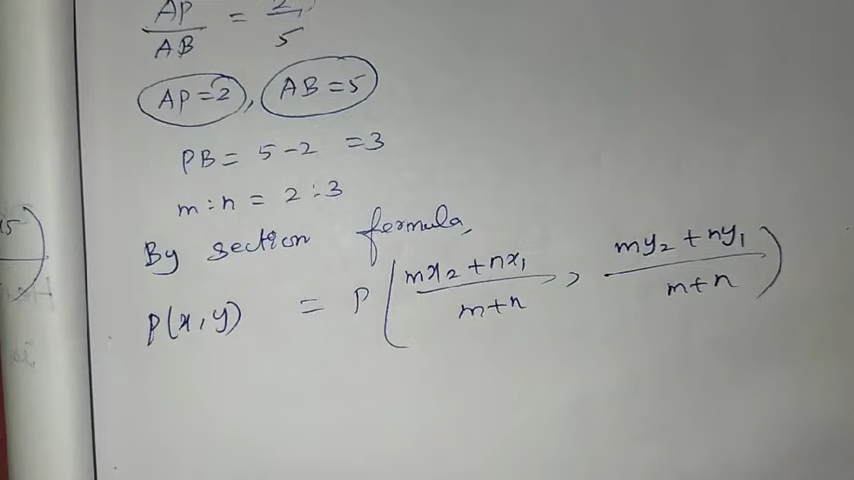 AP/AB = 2/5
AP=2, AB=5
PB= 5-2 =3
m:n = 2:3
By section formula,
P(x,y) = P((mx₂+nx₁)/(m+n), (my₂+ny₁)/(m+n))
15